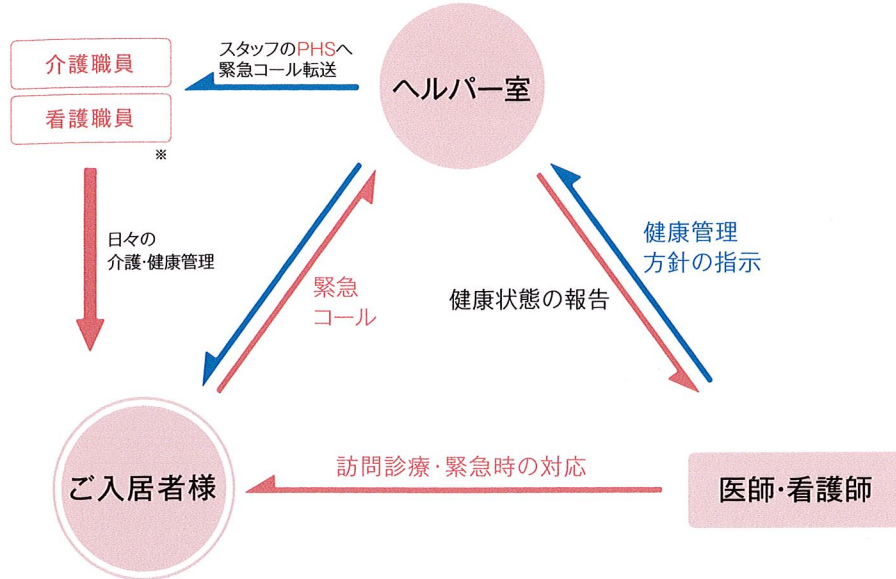 介護職員
看護職員
※
スタッフのPHSへ
緊急コール転送
ヘルパー室
日々の
介護・健康管理
緊急
コール
健康状態の報告
健康管理
方針の指示
ご入居者様
訪問診療・緊急時の対応
医師・看護師